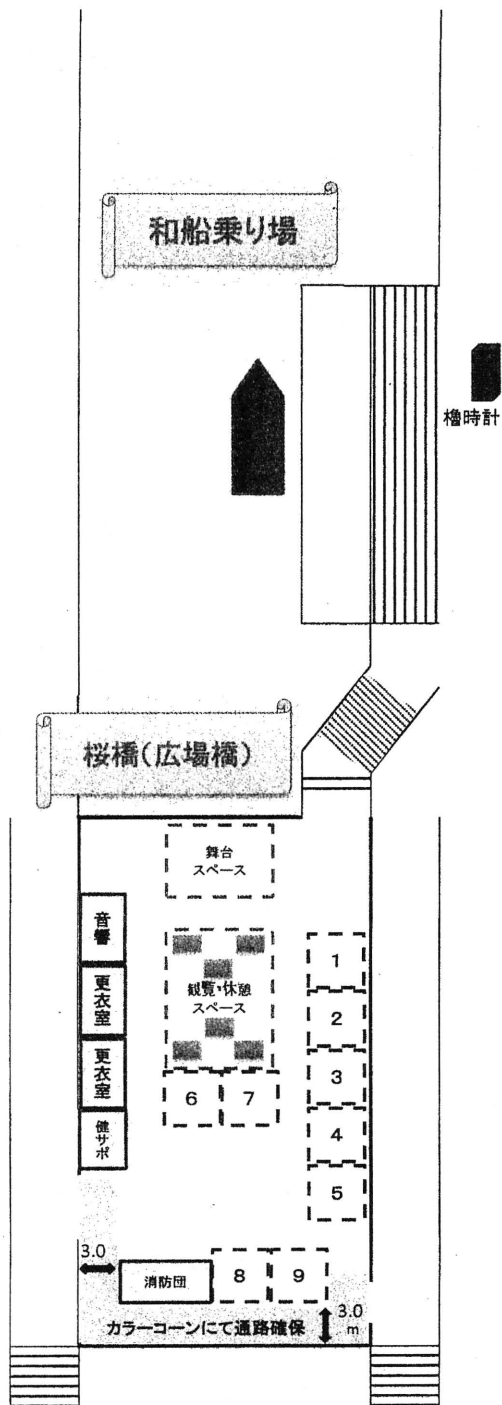 和船乗り場
櫓時計
桜橋(広場橋)
舞台
スペース
音響
更衣室
更衣室
健サポ
観覧・休憩
スペース
1
2
3
4
5
6
7
3.0
消防団
8
9
カラーコーンにて通路確保
3.0
m